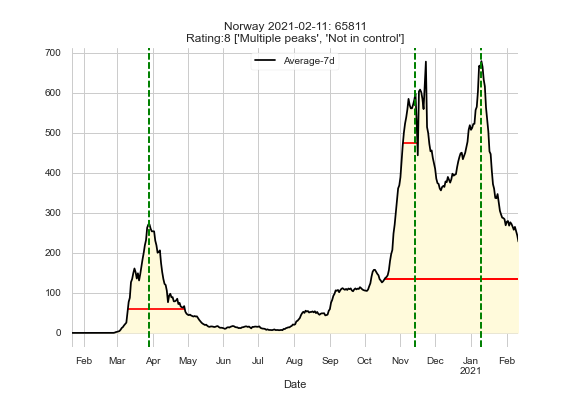 Norway 2021-02-11: 65811
Rating:8 ['Multiple peaks', 'Not in control']
Average-7d
700
600
500
400
300
200
100
0
Feb Mar Apr May Jun Jul Aug Sep Oct Nov Dec Jan Feb
2021
Date